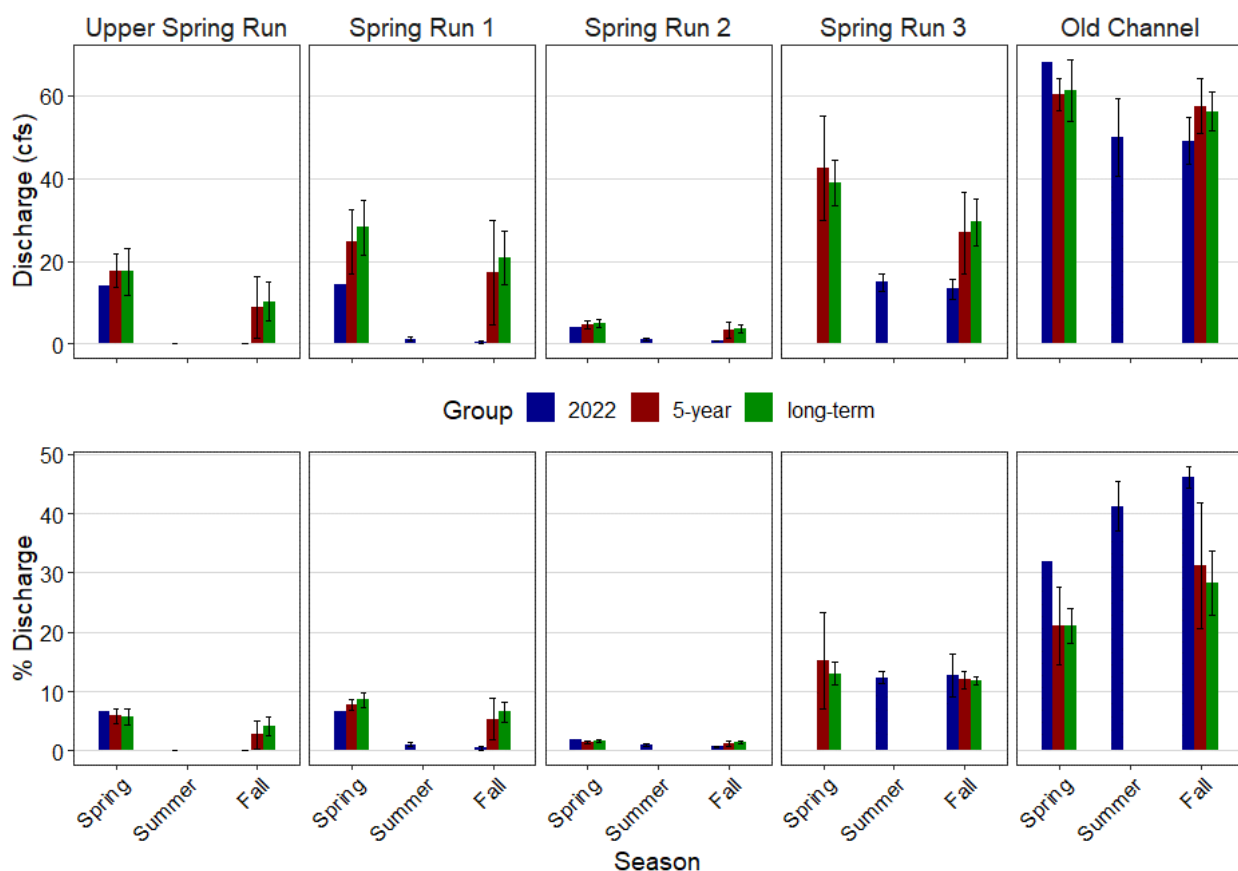 Upper Spring Run Spring Run 1 Spring Run 2 Spring Run 3 Old Channel
Discharge (cfs)
60
40
20
0
Group 2022 5-year long-term
% Discharge
50
40
30
20
10
0
Spring Summer Fall Spring Summer Fall Spring Summer Fall Spring Summer Fall Spring Summer Fall
Season